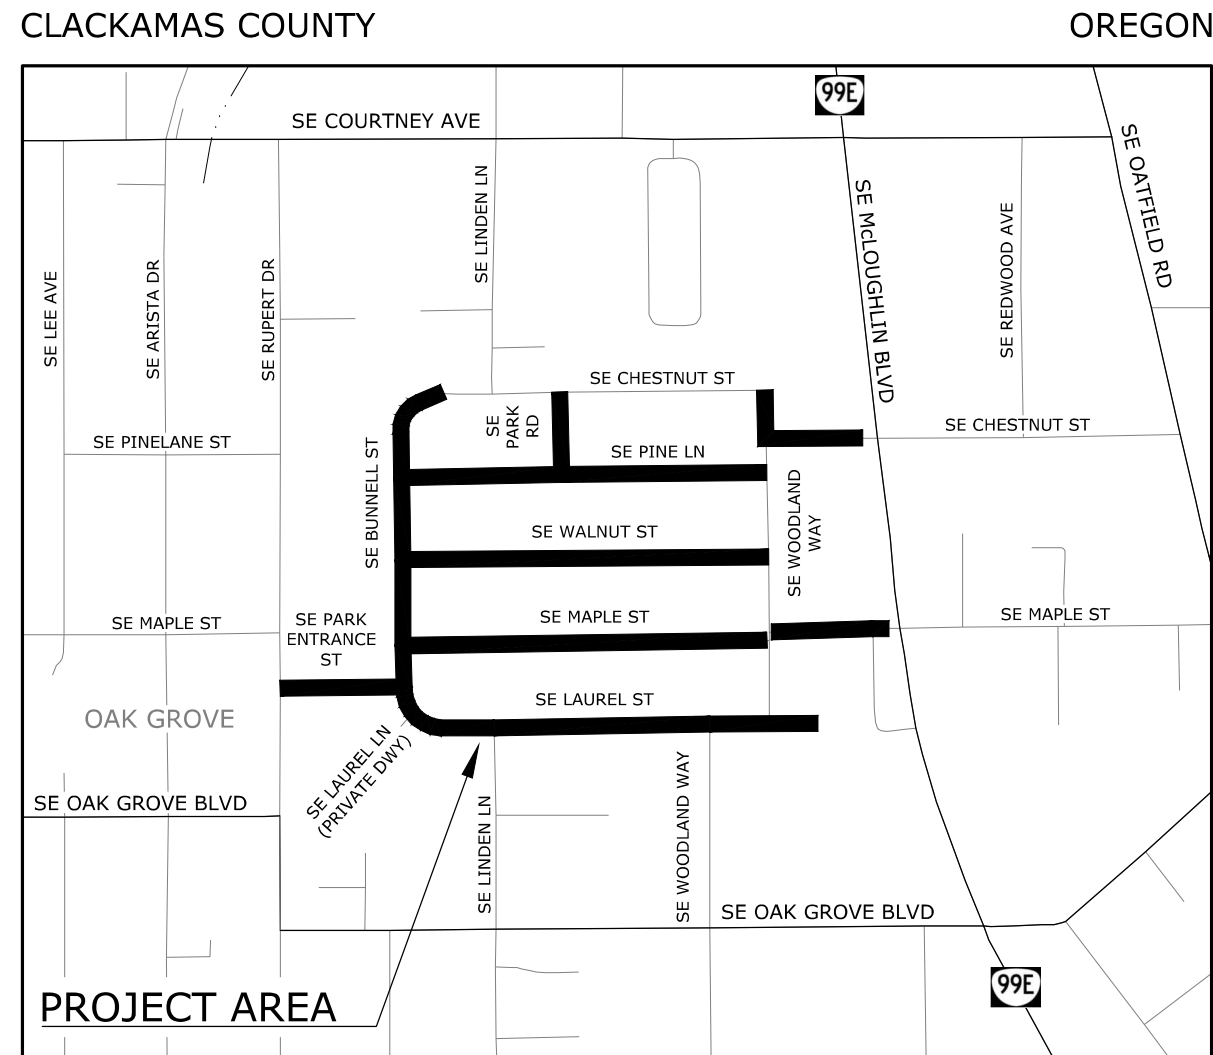 CLACKAMAS COUNTY
OREGON
99E
SE COURTNEY AVE
SE OATFIELD RD
SE LINDEN LN
SE McLOUGHLIN BLVD
SE REDWOOD AVE
SE LEE AVE
SE ARISTA DR
SE RUPERT DR
SE CHESTNUT ST
SE
PARK
RD
SE CHESTNUT ST
SE PINELANE ST
SE BUNNELL ST
SE PINE LN
SE WOODLAND
WAY
SE WALNUT ST
SE MAPLE ST
SE PARK
ENTRANCE
ST
SE MAPLE ST
SE MAPLE ST
SE LAUREL ST
OAK GROVE
SE LAUREL LN
(PRIVATE DWY)
SE OAK GROVE BLVD
SE LINDEN LN
SE WOODLAND WAY
SE OAK GROVE BLVD
99E
PROJECT AREA